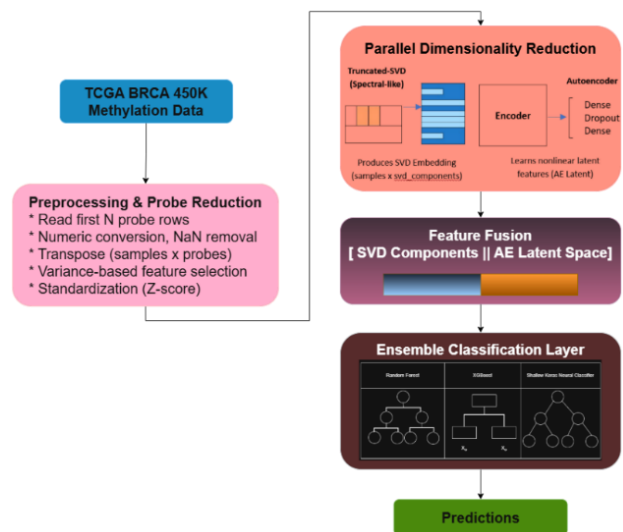 TCGA BRCA 450K
Methylation Data
Preprocessing & Probe Reduction
* Read first N probe rows
* Numeric conversion, NaN removal
* Transpose (samples x probes)
* Variance-based feature selection
* Standardization (Z-score)
Parallel Dimensionality Reduction
Truncated-SVD
(Spectral-like)
Produces SVD Embedding
(samples x svd_components)
Encoder
Autoencoder
Dense
Dropout
Dense
Learns nonlinear latent
features (AE Latent)
Feature Fusion
[ SVD Components || AE Latent Space]
Ensemble Classification Layer
Random Forest
XGBoost
Shallow Keras Neural Classifier
Predictions